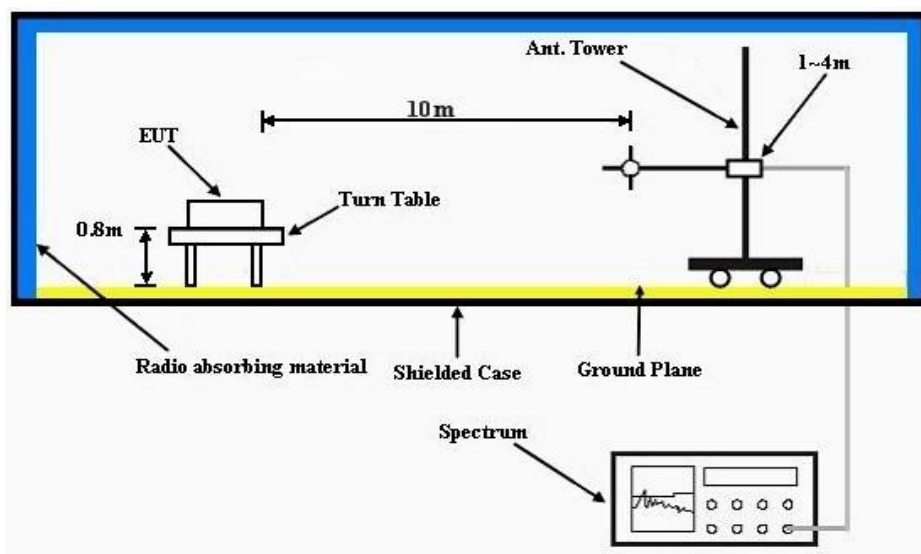 Ant. Tower
1~4m
10m
EUT
Turn Table
0.8m
Radio absorbing material
Shielded Case
Ground Plane
Spectrum